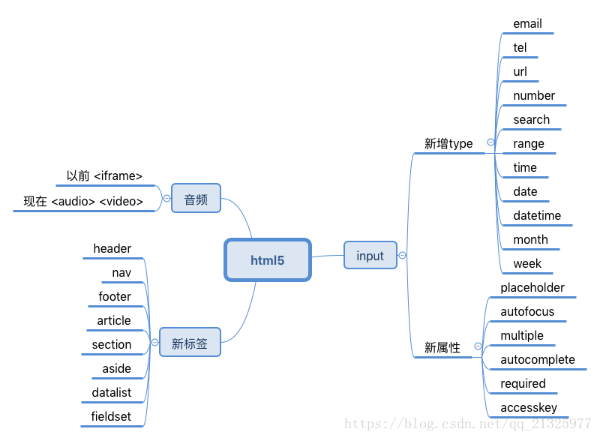 html5
音频
以前 <iframe>
现在 <audio> <video>
新标签
header
nav
footer
article
section
aside
datalist
fieldset
input
新增type
email
tel
url
number
search
range
time
date
datetime
month
week
新属性
placeholder
autofocus
multiple
autocomplete
required
accesskey
https://blog.csdn.net/qq_21325977